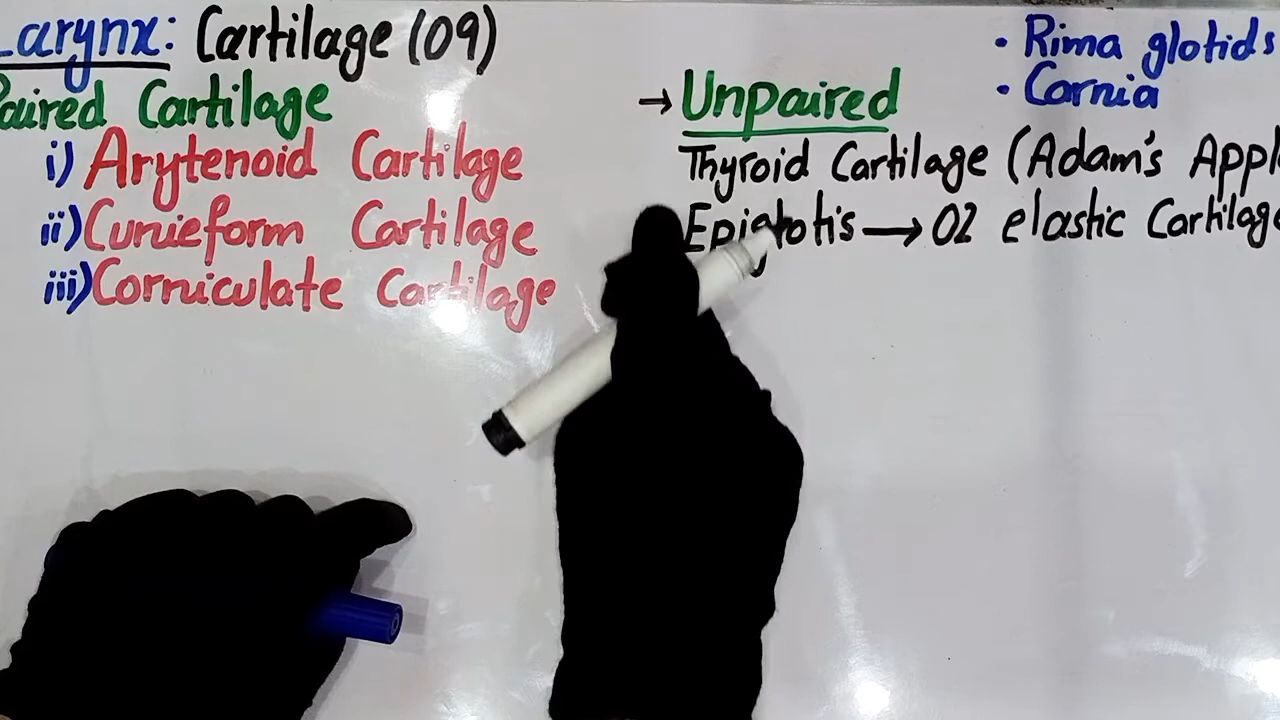 Larynx: Cartilage (09)
Paired Cartilage
i) Arytenoid Cartilage
ii) Cunieform Cartilage
iii) Corniculate Cartilage
→ Unpaired
Thyroid Cartilage (Adam's Appl
Epiglotis → 02 elastic Cartilage
• Rima glotids
• Cornia